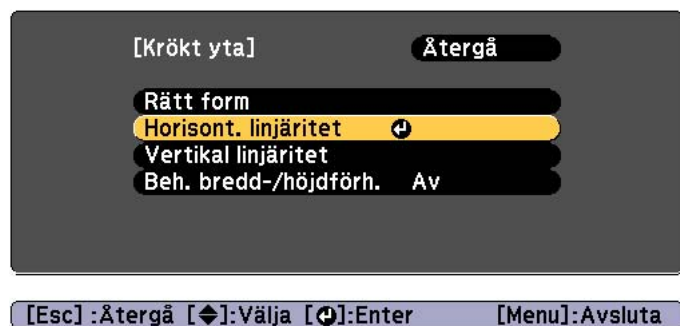 [Krökt yta] Återgå
Rätt form
Horisont. linjäritet
Vertikal linjäritet
Beh. bredd-/höjdförh. Av
[Esc] :Återgå [◆]:Välja [↵]:Enter [Menu]:Avsluta